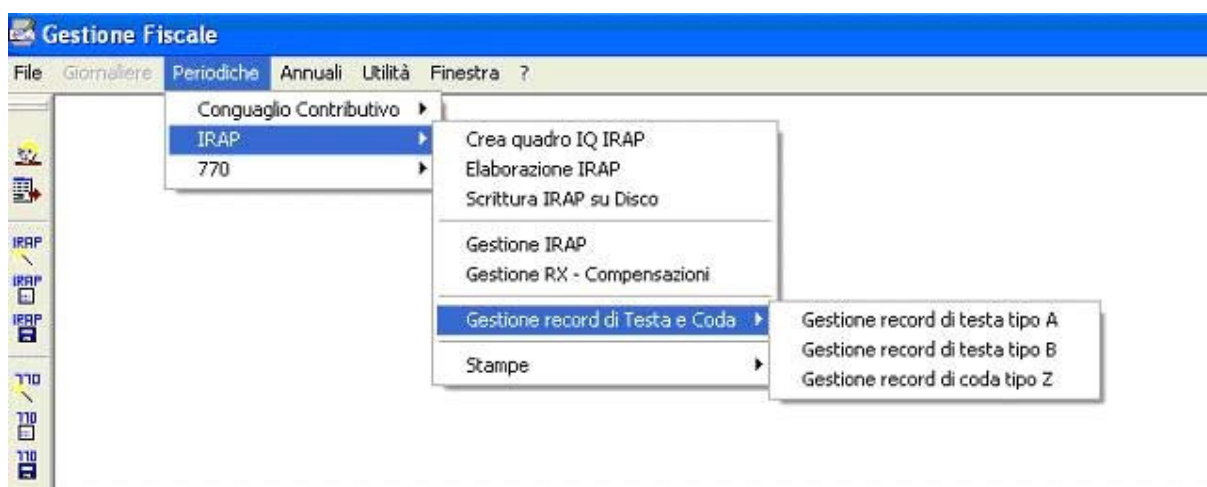 Gestione Fiscale
File Giornaliere Periodiche Annuali Utilità Finestra ?
Conguaglio Contributivo
IRAP
770
Crea quadro IQ IRAP
Elaborazione IRAP
Scrittura IRAP su Disco
Gestione IRAP
Gestione RX - Compensazioni
Gestione record di Testa e Coda
Stampe
Gestione record di testa tipo A
Gestione record di testa tipo B
Gestione record di coda tipo Z
IRAP
IRAP
IRAP
770
770
770